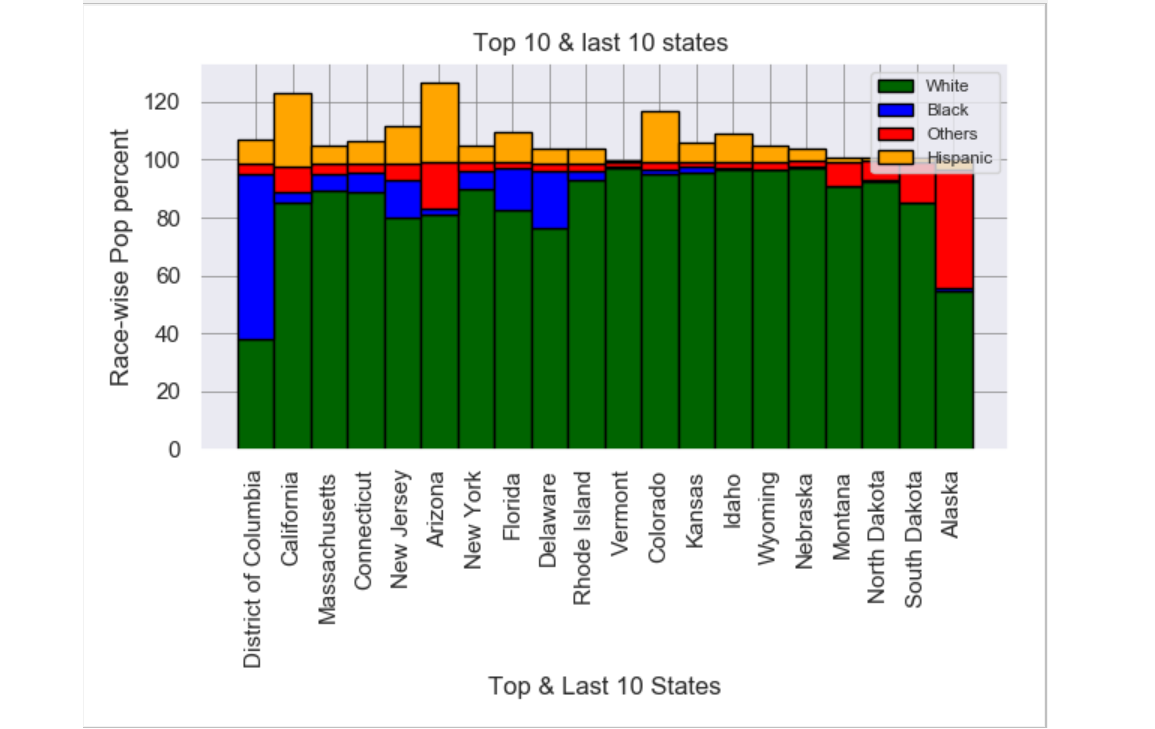 Top 10 & last 10 states
White
Black
Others
Hispanic
Race-wise Pop percent
120
100
80
60
40
20
0
District of Columbia
California
Massachusetts
Connecticut
New Jersey
Arizona
New York
Florida
Delaware
Rhode Island
Vermont
Colorado
Kansas
Idaho
Wyoming
Nebraska
Montana
North Dakota
South Dakota
Alaska
Top & Last 10 States